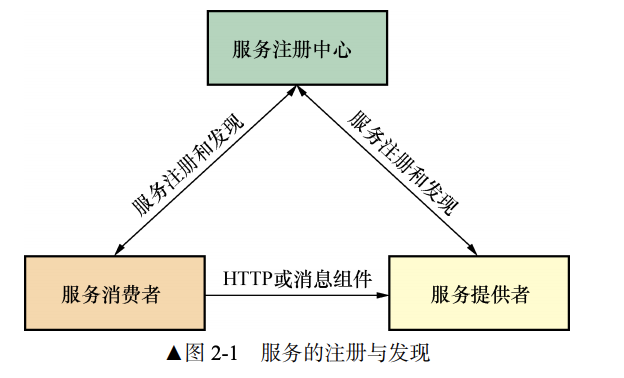 服务注册中心
服务注册和发现
服务注册和发现
服务消费者
HTTP或消息组件
服务提供者
▲图 2-1 服务的注册与发现